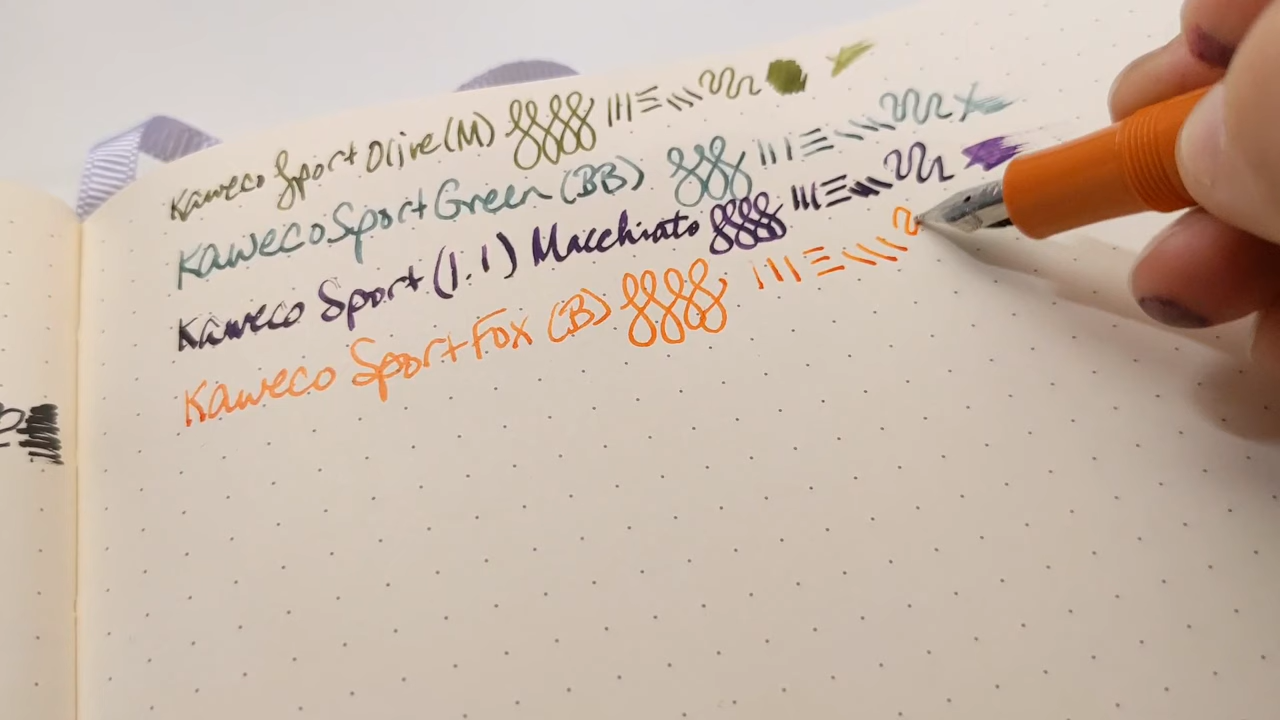 Kaweco Sport Olive (M)
Kaweco Sport Green (BB)
Kaweco Sport (1.1) Macchiato
Kaweco Sport Fox (B)